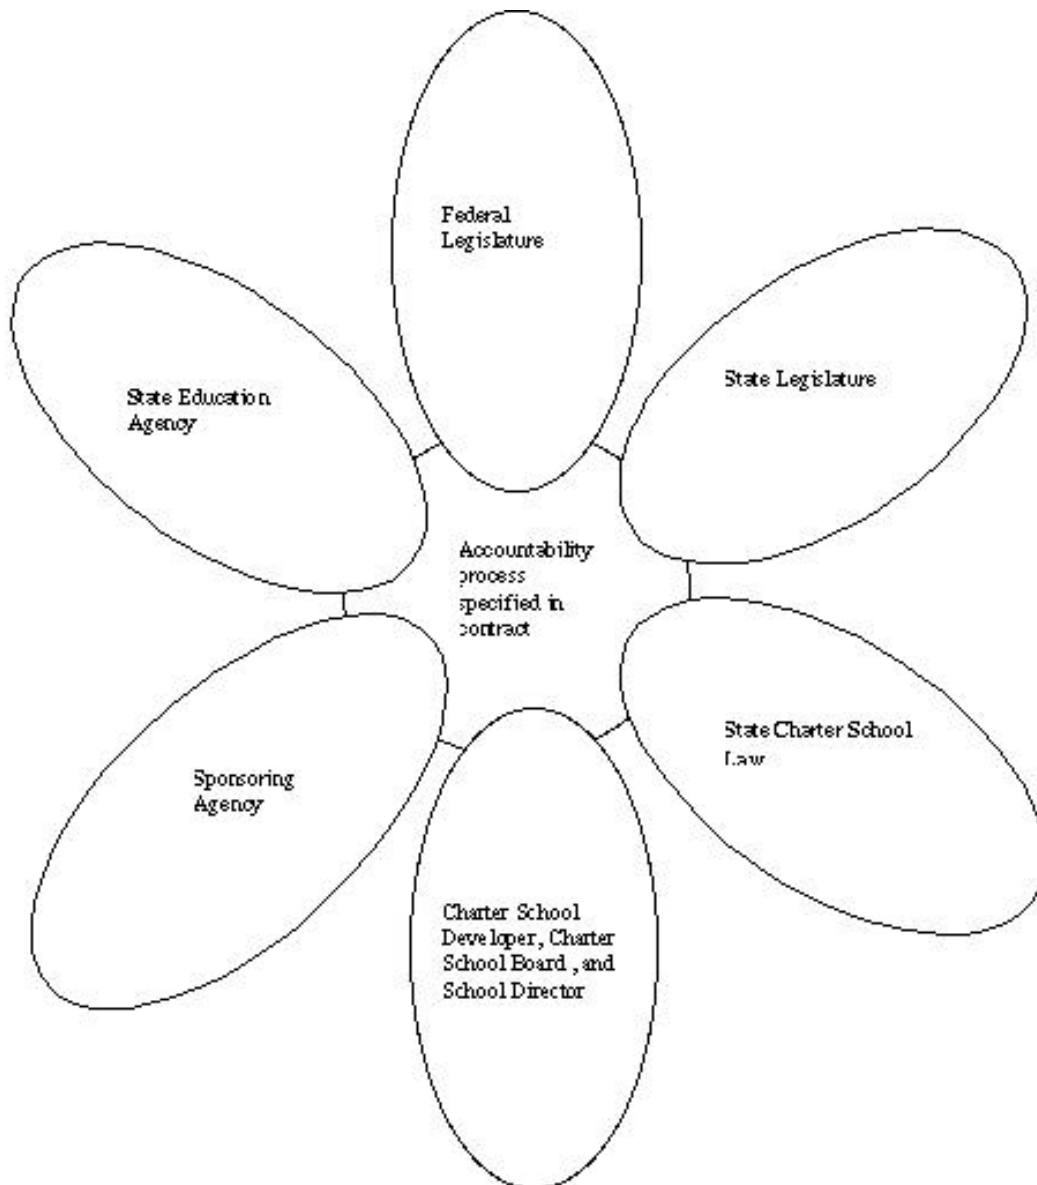 Federal
Legislature
State Legislature
State Education
Agency
Accountability
process
specified in
contract
State Charter School
Law
Sponsoring
Agency
Charter School
Developer, Charter
School Board, and
School Director